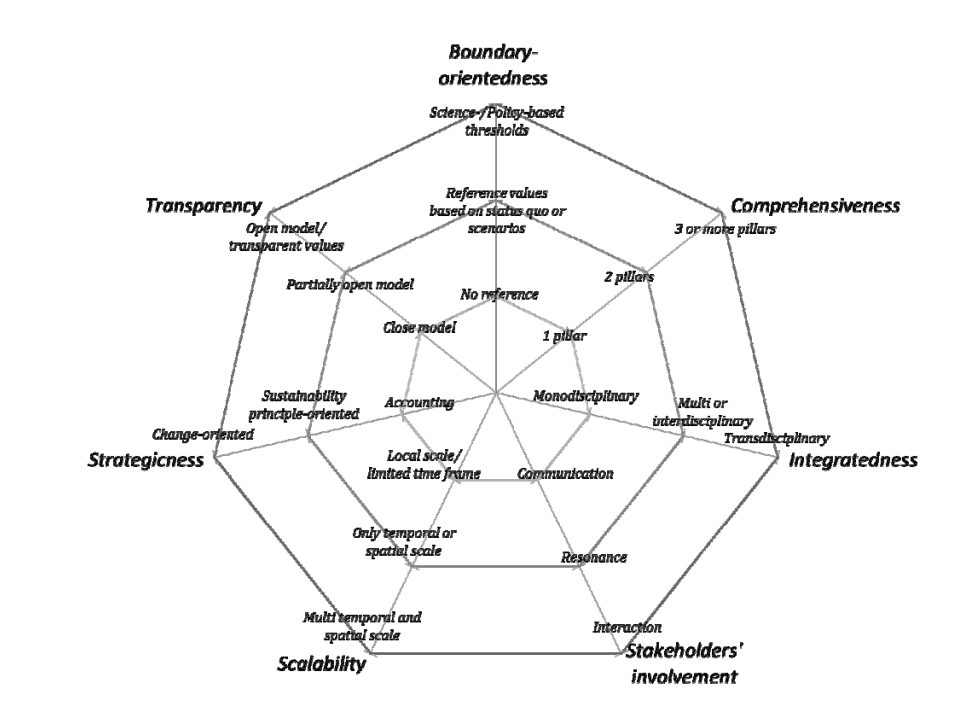 Boundary-
orientedness
Science-/Policy-based
thresholds
Transparency
Comprehensiveness
Reference values
based on status quo or
scenarios
Open model/
transparent values
3 or more pillars
Partially open model
2 pillars
No reference
Close model
1 pillar
Sustainability
principle-oriented
Accounting
Monodisciplinary
Multi or
interdisciplinary
Change-oriented
Transdisciplinary
Strategicness
Integratedness
Local scale/
limited time frame
Communication
Only temporal or
spatial scale
Resonance
Multi temporal and
spatial scale
Interaction
Scalability
Stakeholders'
involvement